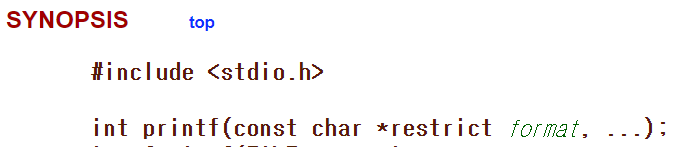 SYNOPSIS top
#include <stdio.h>
int printf(const char *restrict format, ...);